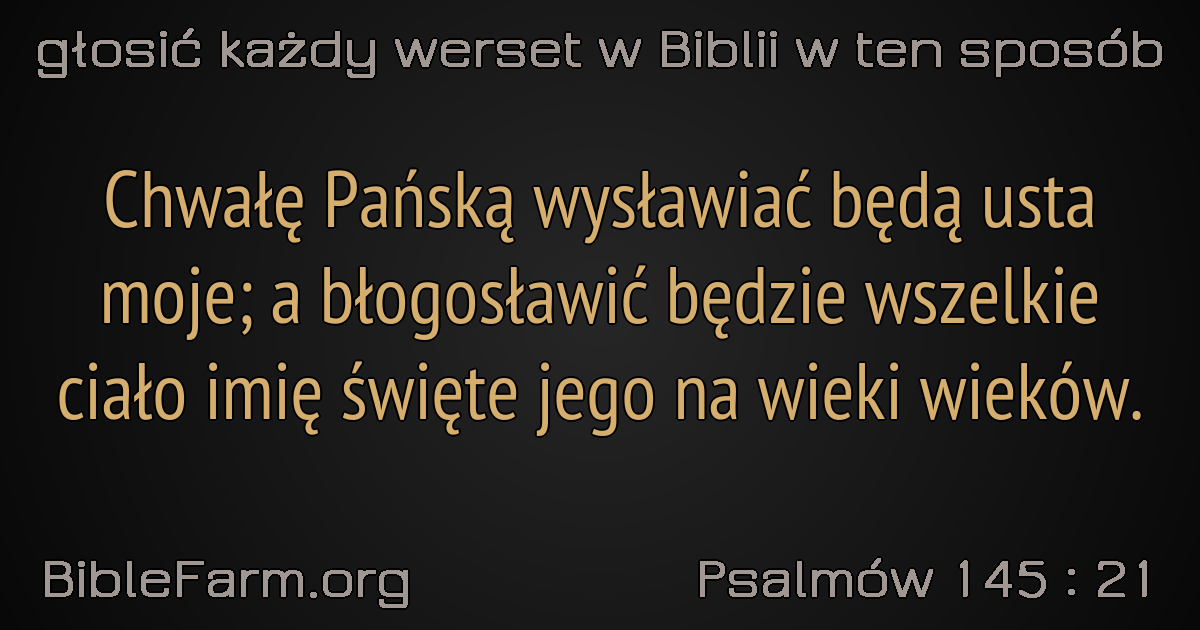 głosić każdy werset w Biblii w ten sposób
Chwałę Pańską wysławiać będą usta
moje; a błogosławić będzie wszelkie
ciało imię święte jego na wieki wieków.
BibleFarm.org
Psalmów 145 : 21